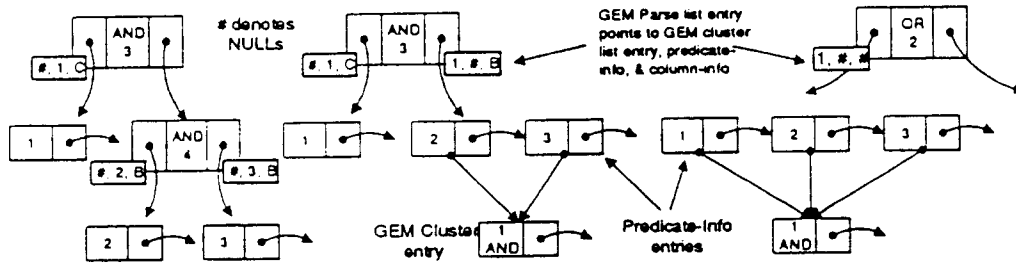 # denotes
NULLs
GEM Parse list entry
points to GEM cluster
list entry, predicate-
info, & column-info
AND
3
#, 1, C
1
AND
4
#, 2, B
#, 3, B
2
3
AND
3
#, 1, C
1, #, B
1
2
3
GEM Cluster
entry
1
AND
Predicate-Info
entries
OR
2
1, #, #
1
2
3
1
AND